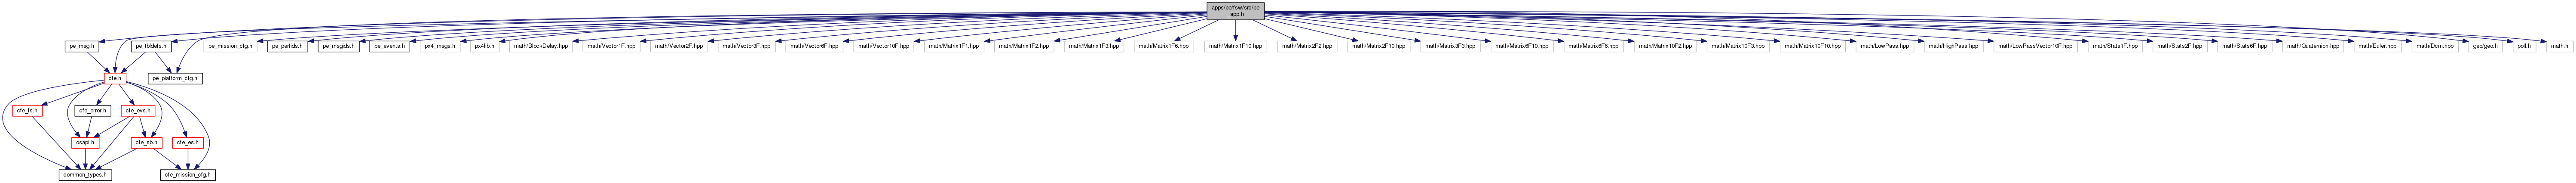 apps/pe/fsw/src/pe
_app.h
pe_msg.h
pe_tbldefs.h
pe_mission_cfg.h
pe_perfids.h
pe_msgids.h
pe_events.h
px4_msgs.h
px4lib.h
math/BlockDelay.hpp
math/Vector1F.hpp
math/Vector2F.hpp
math/Vector3F.hpp
math/Vector6F.hpp
math/Vector10F.hpp
math/Matrix1F1.hpp
math/Matrix1F2.hpp
math/Matrix1F3.hpp
math/Matrix1F6.hpp
math/Matrix1F10.hpp
math/Matrix2F2.hpp
math/Matrix2F10.hpp
math/Matrix3F3.hpp
math/Matrix6F10.hpp
math/Matrix6F6.hpp
math/Matrix10F2.hpp
math/Matrix10F3.hpp
math/Matrix10F10.hpp
math/LowPass.hpp
math/HighPass.hpp
math/LowPassVector10F.hpp
math/Stats1F.hpp
math/Stats2F.hpp
math/Stats6F.hpp
math/Quaternion.hpp
math/Euler.hpp
math/Dcm.hpp
geo/geo.h
poll.h
math.h
cfe.h
pe_platform_cfg.h
cfe_fs.h
cfe_error.h
cfe_evs.h
osapi.h
cfe_sb.h
cfe_es.h
common_types.h
cfe_mission_cfg.h